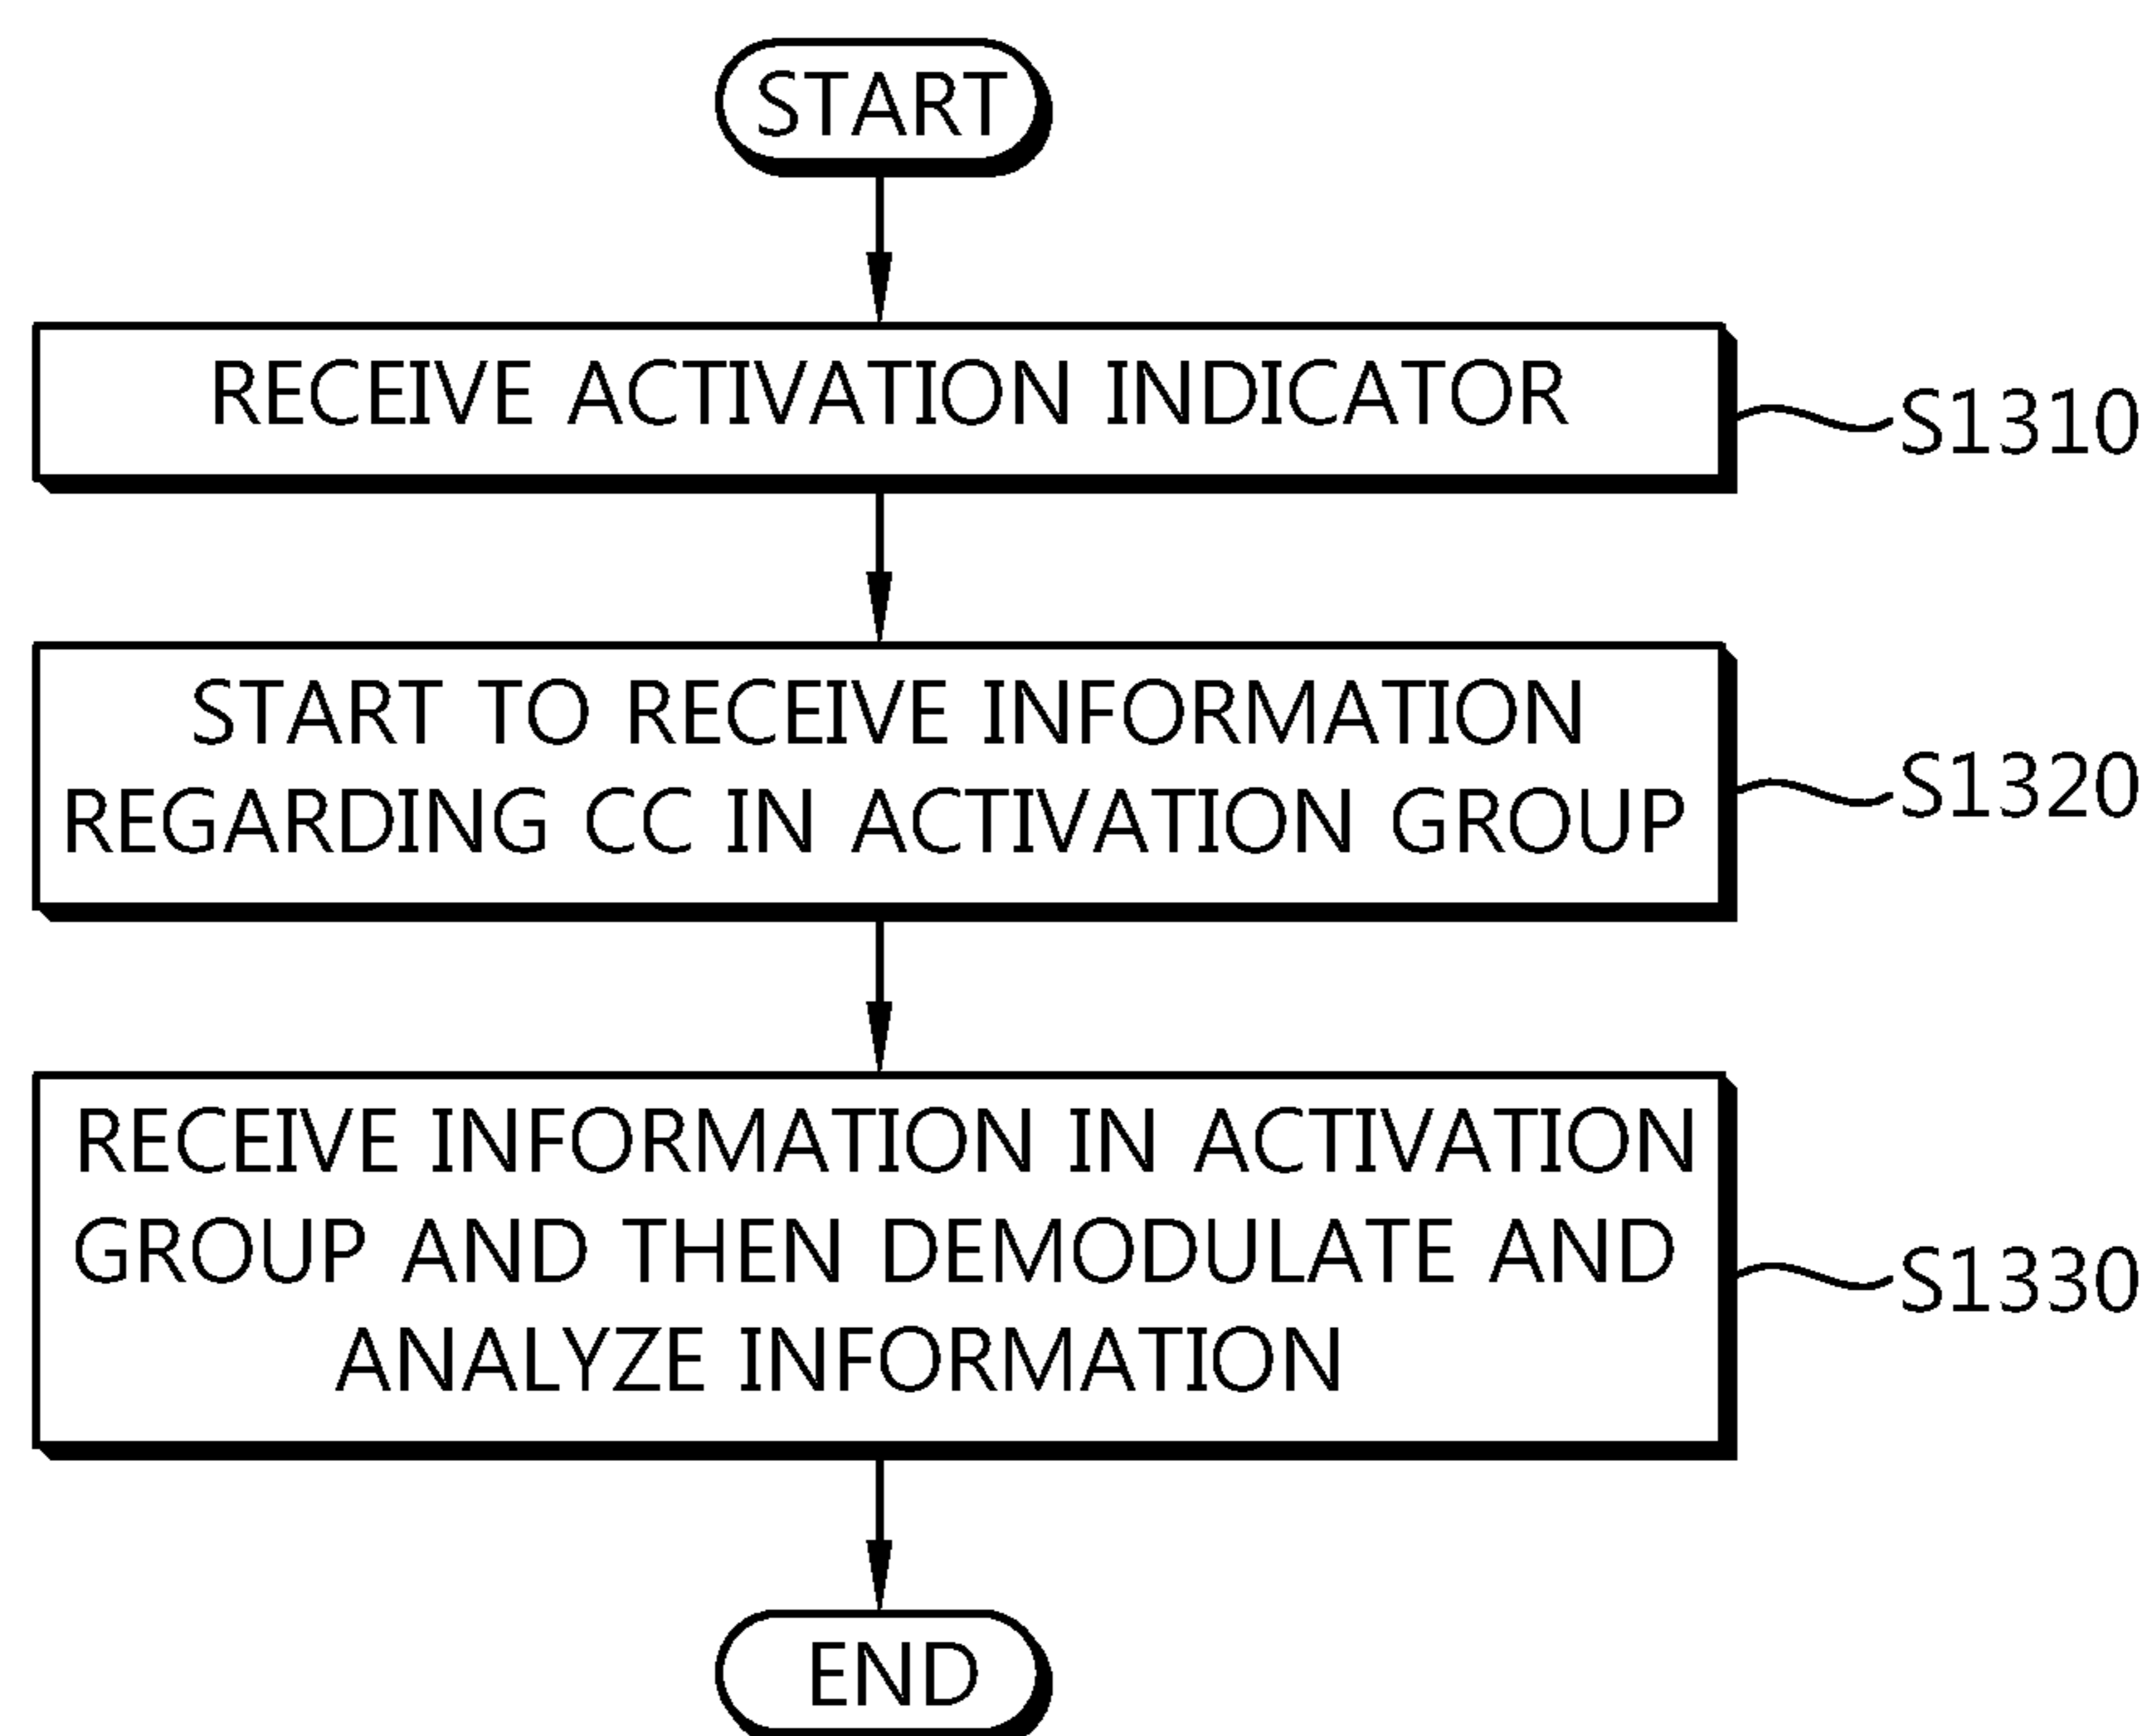 START
RECEIVE ACTIVATION INDICATOR
S1310
START TO RECEIVE INFORMATION
REGARDING CC IN ACTIVATION GROUP
S1320
RECEIVE INFORMATION IN ACTIVATION
GROUP AND THEN DEMODULATE AND
ANALYZE INFORMATION
S1330
END